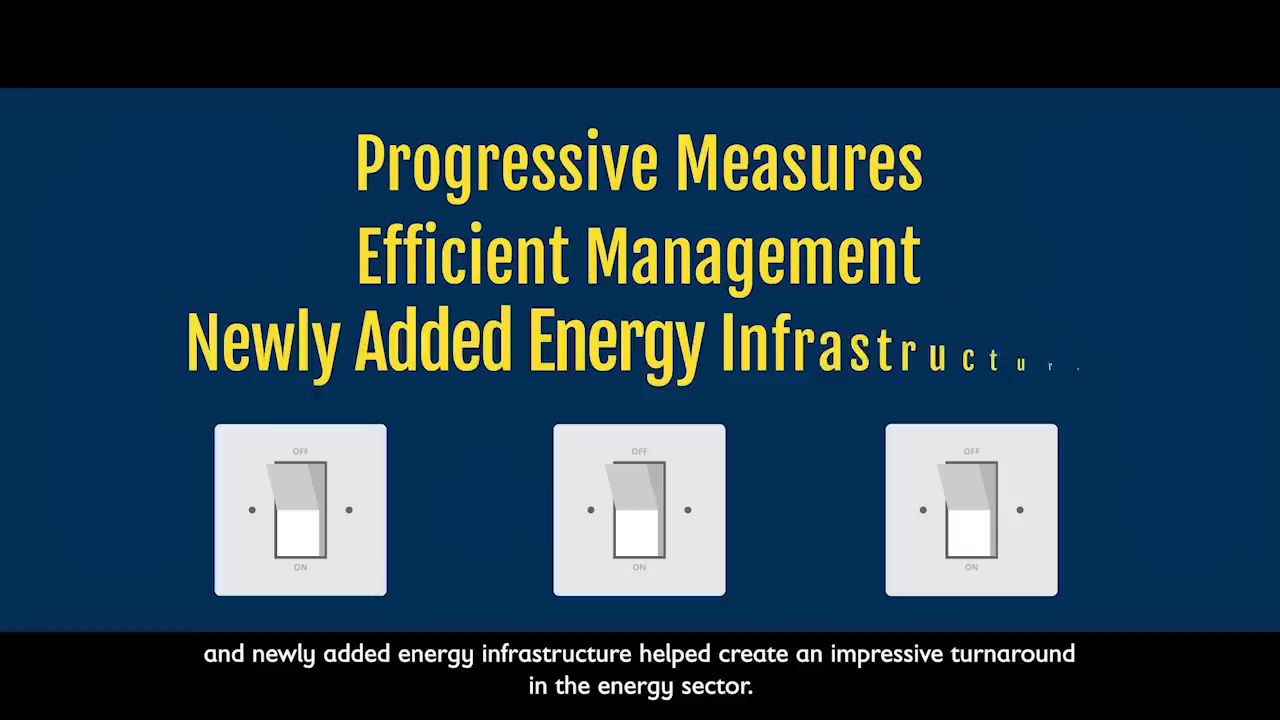 Progressive Measures
Efficient Management
Newly Added Energy Infrastructur
OFF OFF OFF
ON ON ON
and newly added energy infrastructure helped create an impressive turnaround
in the energy sector.